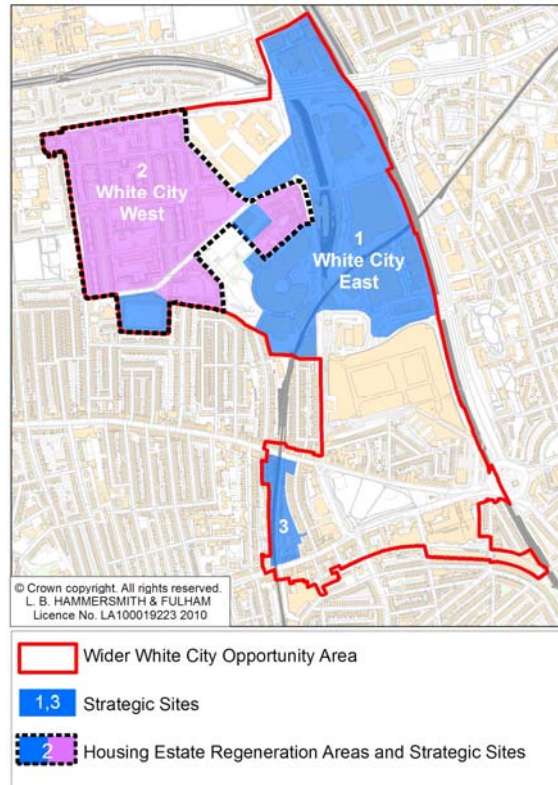 2
White City
West
1
White City
East
3
© Crown copyright. All rights reserved.
L. B. HAMMERSMITH & FULHAM
Licence No. LA100019223 2010
Wider White City Opportunity Area
1,3 Strategic Sites
2 Housing Estate Regeneration Areas and Strategic Sites